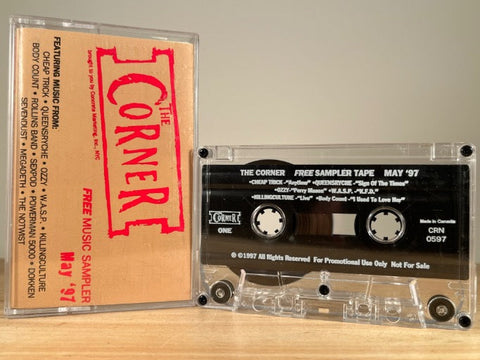 THE
CORNER
brought to you by Concrete Marketing, Inc., NYC
FREE MUSIC SAMPLER
May '97
FEATURING MUSIC FROM:
CHEAP TRICK • QUEENSRYCHE • OZZY • W.A.S.P. • KILLINGCULTURE
BODY COUNT • ROLLINS BAND • SEXPOD • POWERMAN 5000 • DOKKEN
SEVENDUST • MEGADETH • THE NOTWIST
THE CORNER FREE SAMPLER TAPE MAY '97
•CHEAP TRICK "Anytime" •QUEENSRYCHE "Sign Of The Times"
•OZZY "Perry Mason" •W.A.S.P. "K.F.D."
•KILLINGCULTURE "Live" •Body Count "I Used To Love Her"
THE
CORNER
ONE
Made in Canada
CRN
0597
© ℗1997 All Rights Reserved For Promotional Use Only Not For Sale